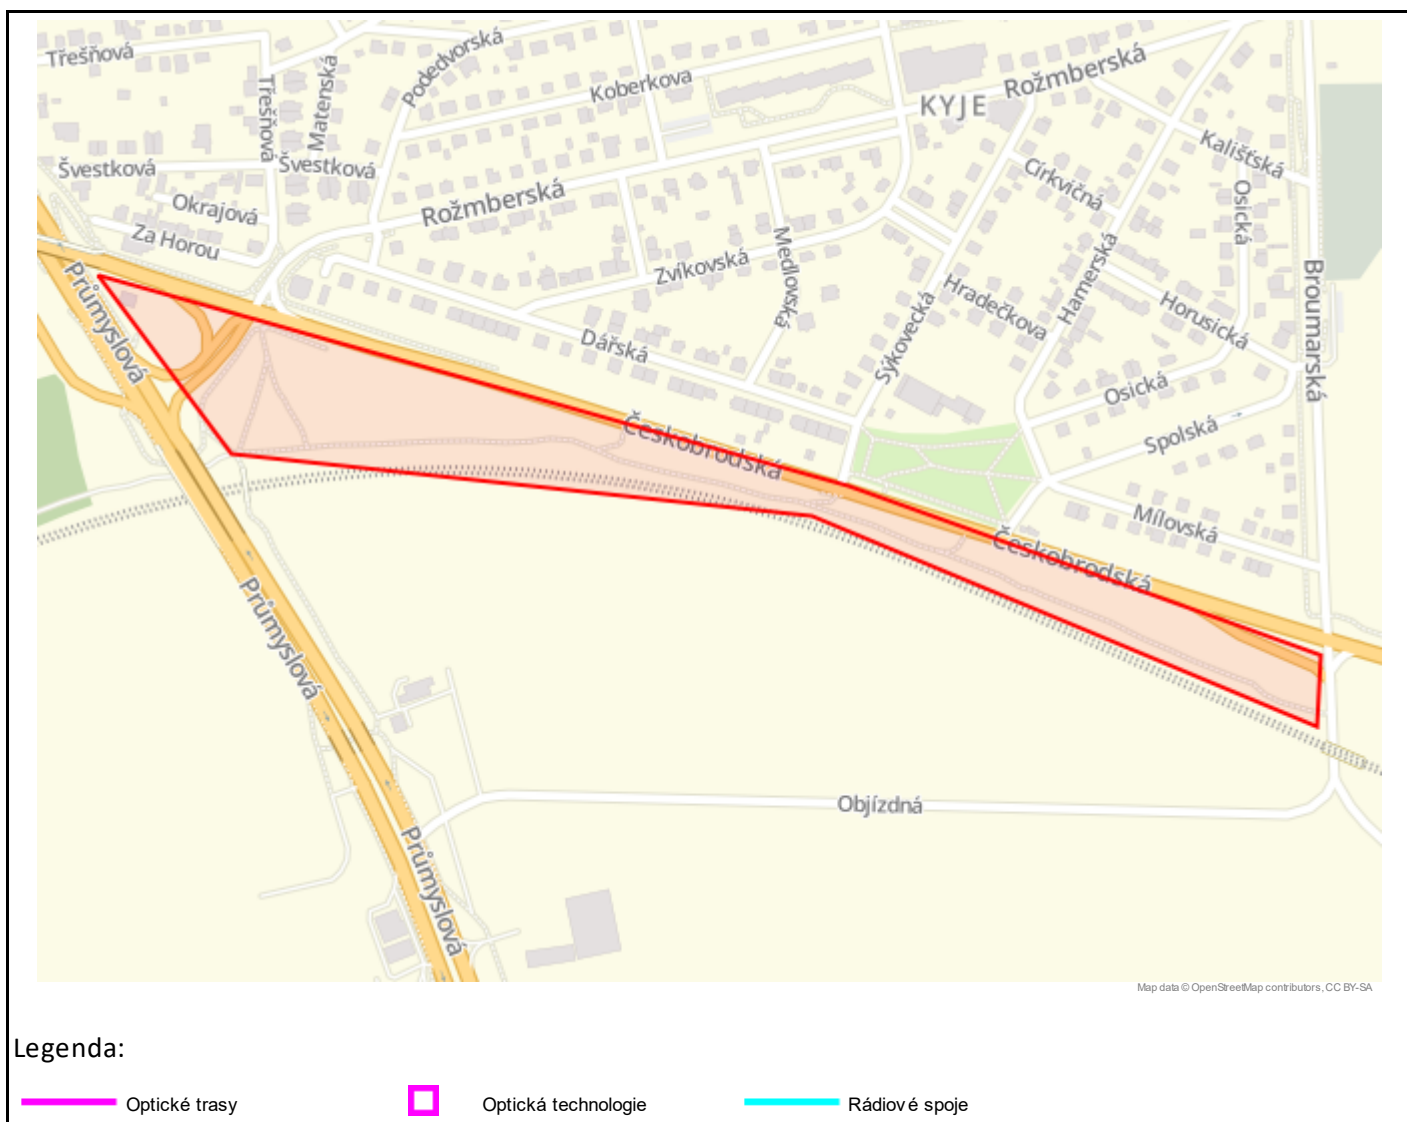 Třešňová
Podedvorská
Rožmberská
Koberkova
KYJE
Třešňová
Matenská
Kališťská
Švestková
Švestková
Církvičná
Osická
Okrajová
Rožmberská
Za Horou
Medlovská
Zvíkovská
Hamerská
Hradečkova
Horusická
Broumarská
Průmyslová
Dářská
Sýkovecká
Osická
Českobrodská
Spolská
Mílovská
Českobrodská
Průmyslová
Objízdná
Průmyslová
Map data © OpenStreetMap contributors, CC BY-SA
Legenda:
Optické trasy Optická technologie Rádiové spoje